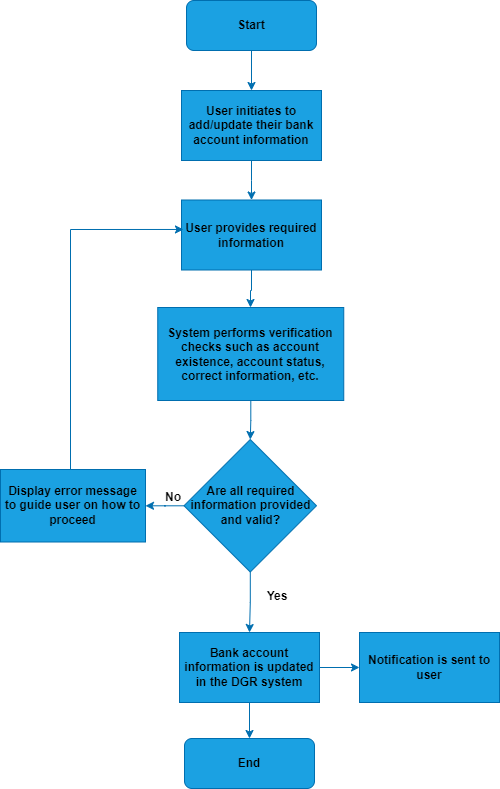 Start
User initiates to
add/update their bank
account information
User provides required
information
System performs verification
checks such as account
existence, account status,
correct information, etc.
Are all required
information provided
and valid?
No
Display error message
to guide user on how to
proceed
Yes
Bank account
information is updated
in the DGR system
Notification is sent to
user
End